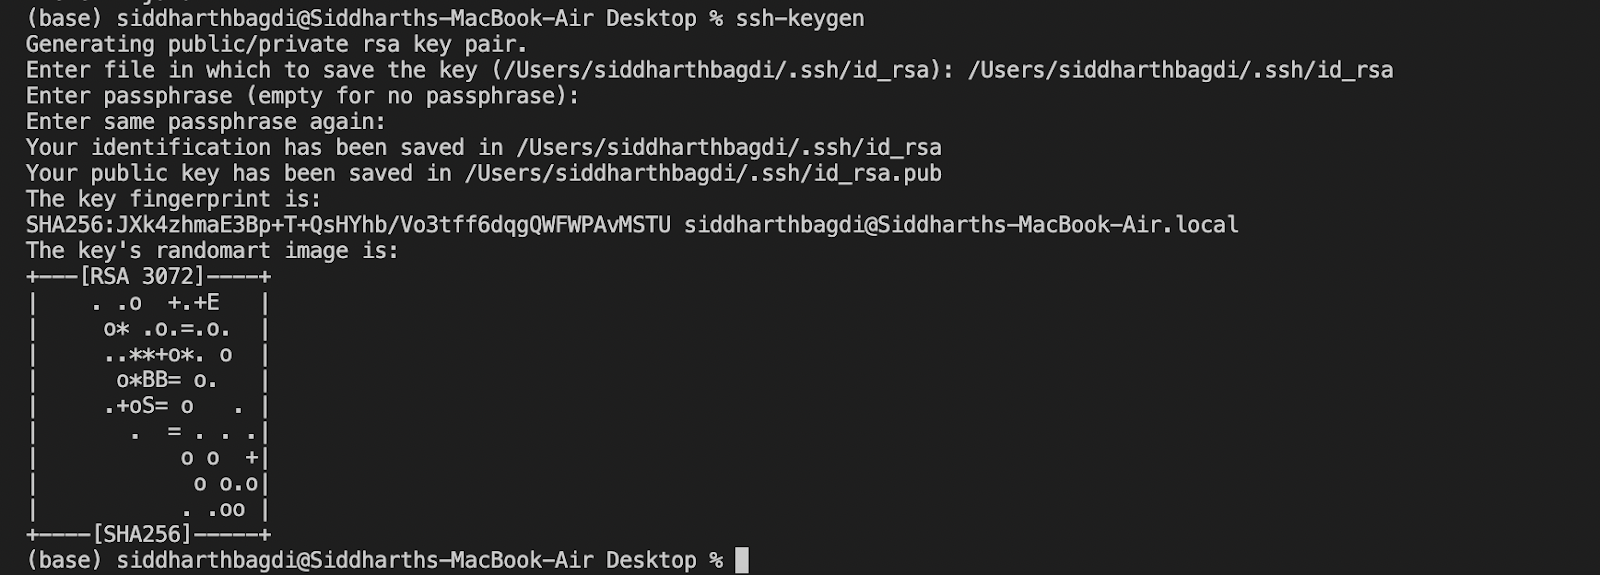 (base) siddharthbagdi@Siddharths-MacBook-Air Desktop % ssh-keygen
Generating public/private rsa key pair.
Enter file in which to save the key (/Users/siddharthbagdi/.ssh/id_rsa): /Users/siddharthbagdi/.ssh/id_rsa
Enter passphrase (empty for no passphrase):
Enter same passphrase again:
Your identification has been saved in /Users/siddharthbagdi/.ssh/id_rsa
Your public key has been saved in /Users/siddharthbagdi/.ssh/id_rsa.pub
The key fingerprint is:
SHA256:JXk4zhmaE3Bp+T+QsHYhb/Vo3tff6dqgQWFWPAvMSTU siddharthbagdi@Siddharths-MacBook-Air.local
The key's randomart image is:
+---[RSA 3072]----+
|    . .o  +.+E   |
|     o* .o.=.o.  |
|     ..**+o*. o  |
|      o*BB= o.   |
|     .+oS= o   . |
|       .  = . . .|
|           o o  +|
|            o o.o|
|           . .oo |
+----[SHA256]-----+
(base) siddharthbagdi@Siddharths-MacBook-Air Desktop %